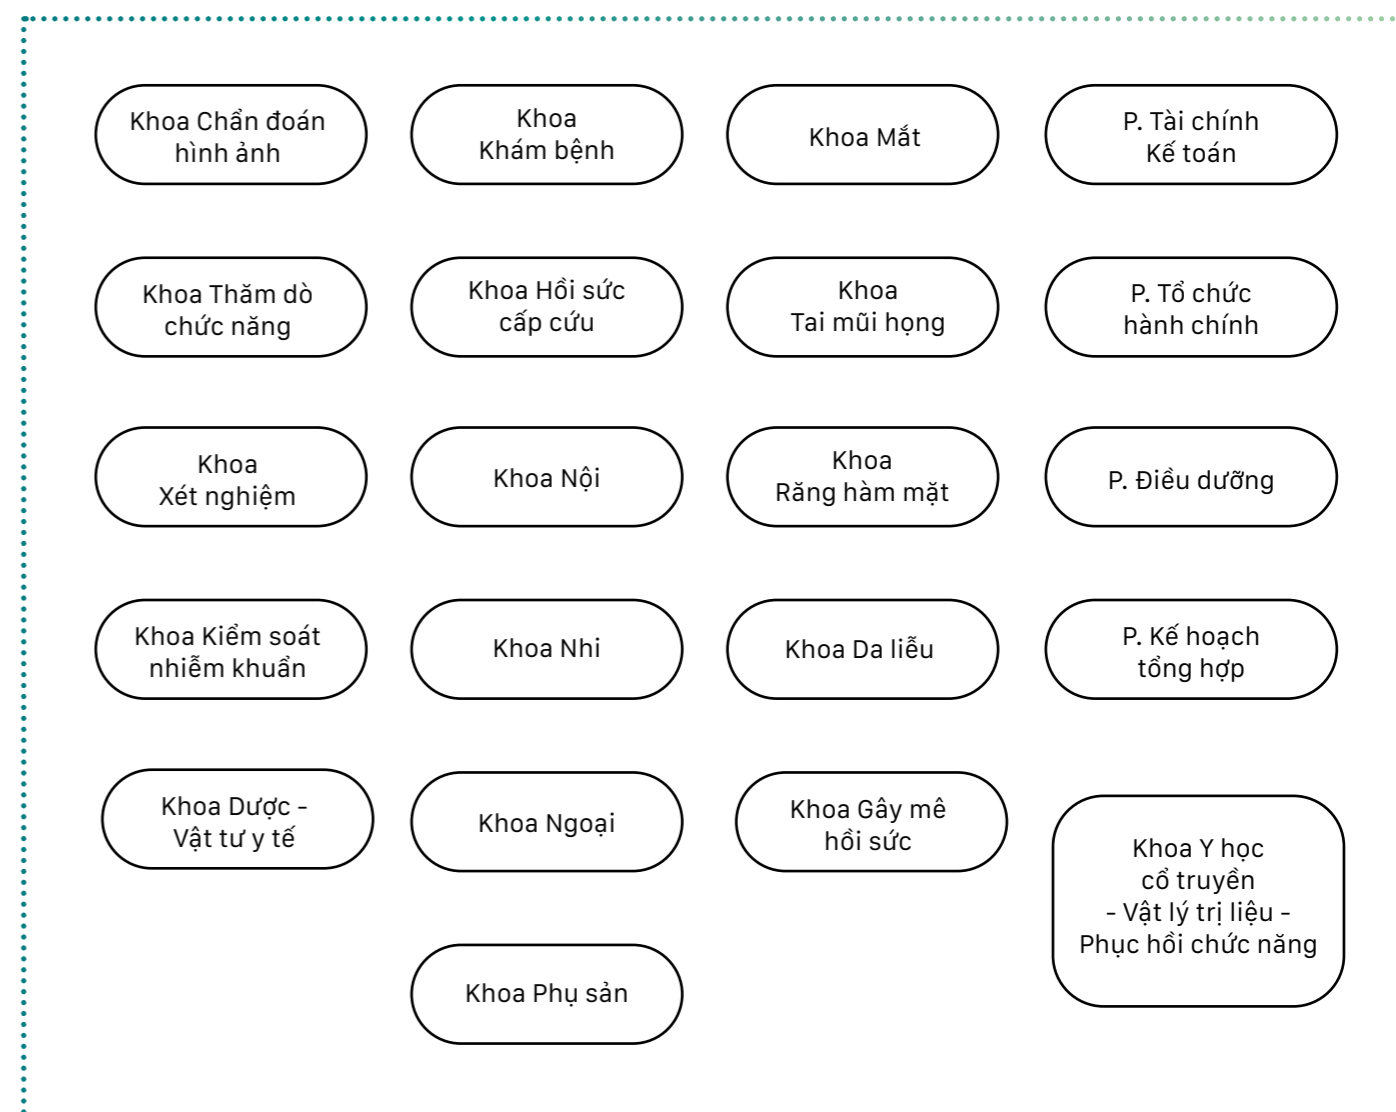 Khoa Chẩn đoán
hình ảnh
Khoa
Khám bệnh
Khoa Mắt
P. Tài chính
Kế toán
Khoa Thăm dò
chức năng
Khoa Hồi sức
cấp cứu
Khoa
Tai mũi họng
P. Tổ chức
hành chính
Khoa
Xét nghiệm
Khoa Nội
Khoa
Răng hàm mặt
P. Điều dưỡng
Khoa Kiểm soát
nhiễm khuẩn
Khoa Nhi
Khoa Da liễu
P. Kế hoạch
tổng hợp
Khoa Dược -
Vật tư y tế
Khoa Ngoại
Khoa Gây mê
hồi sức
Khoa Y học
cổ truyền
- Vật lý trị liệu -
Phục hồi chức năng
Khoa Phụ sản